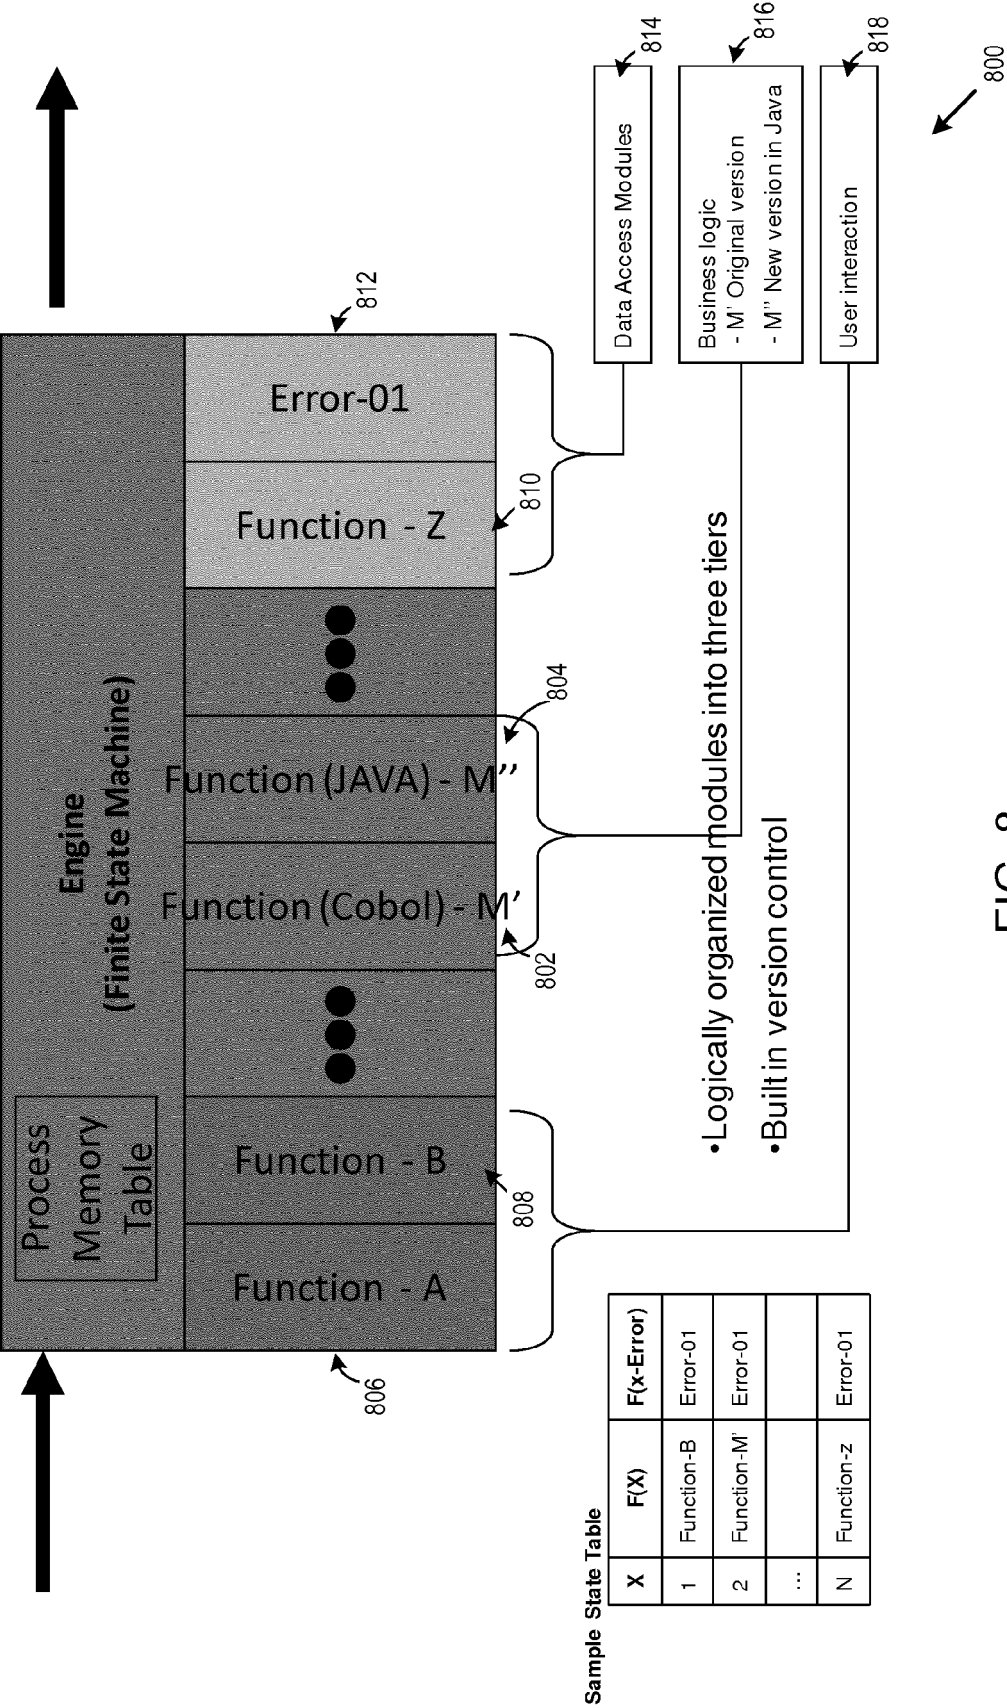 Engine
(Finite State Machine)
Process
Memory
Table
Function - A
Function - B
●●●
Function (Cobol) - M'
Function (JAVA) - M''
●●●
Function - Z
Error-01
806
808
802
804
810
812
Sample State Table
X F(X) F(x-Error)
1 Function-B Error-01
2 Function-M' Error-01
...
N Function-z Error-01
•Logically organized modules into three tiers
•Built in version control
Data Access Modules
814
Business logic
- M' Original version
- M'' New version in Java
816
User interaction
818
800
FIG. 8